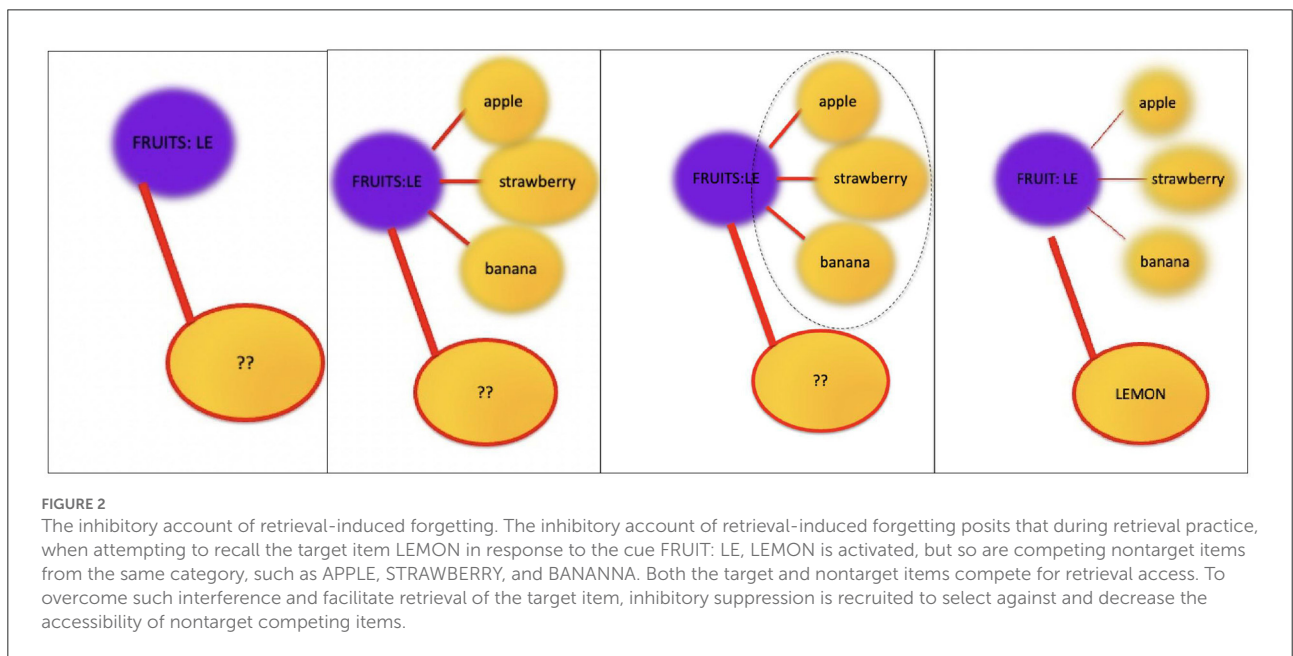 FRUITS: LE
??
FRUITS:LE
apple
strawberry
banana
??
FRUITS:LE
apple
strawberry
banana
??
FRUIT: LE
apple
strawberry
banana
LEMON
FIGURE 2
The inhibitory account of retrieval-induced forgetting. The inhibitory account of retrieval-induced forgetting posits that during retrieval practice,
when attempting to recall the target item LEMON in response to the cue FRUIT: LE, LEMON is activated, but so are competing nontarget items
from the same category, such as APPLE, STRAWBERRY, and BANANNA. Both the target and nontarget items compete for retrieval access. To
overcome such interference and facilitate retrieval of the target item, inhibitory suppression is recruited to select against and decrease the
accessibility of nontarget competing items.